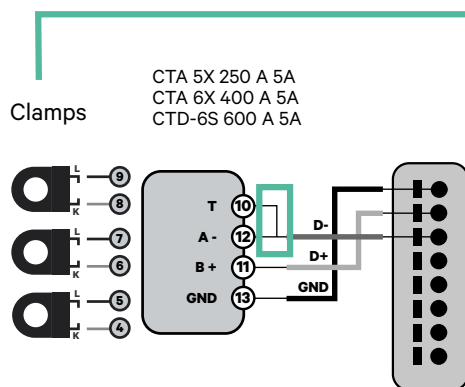 CTA 5X 250 A 5A
CTA 6X 400 A 5A
CTD-6S 600 A 5A
Clamps
L
9
K
8
L
7
K
6
L
5
K
4
T
10
A -
12
B +
11
GND
13
D-
D+
GND